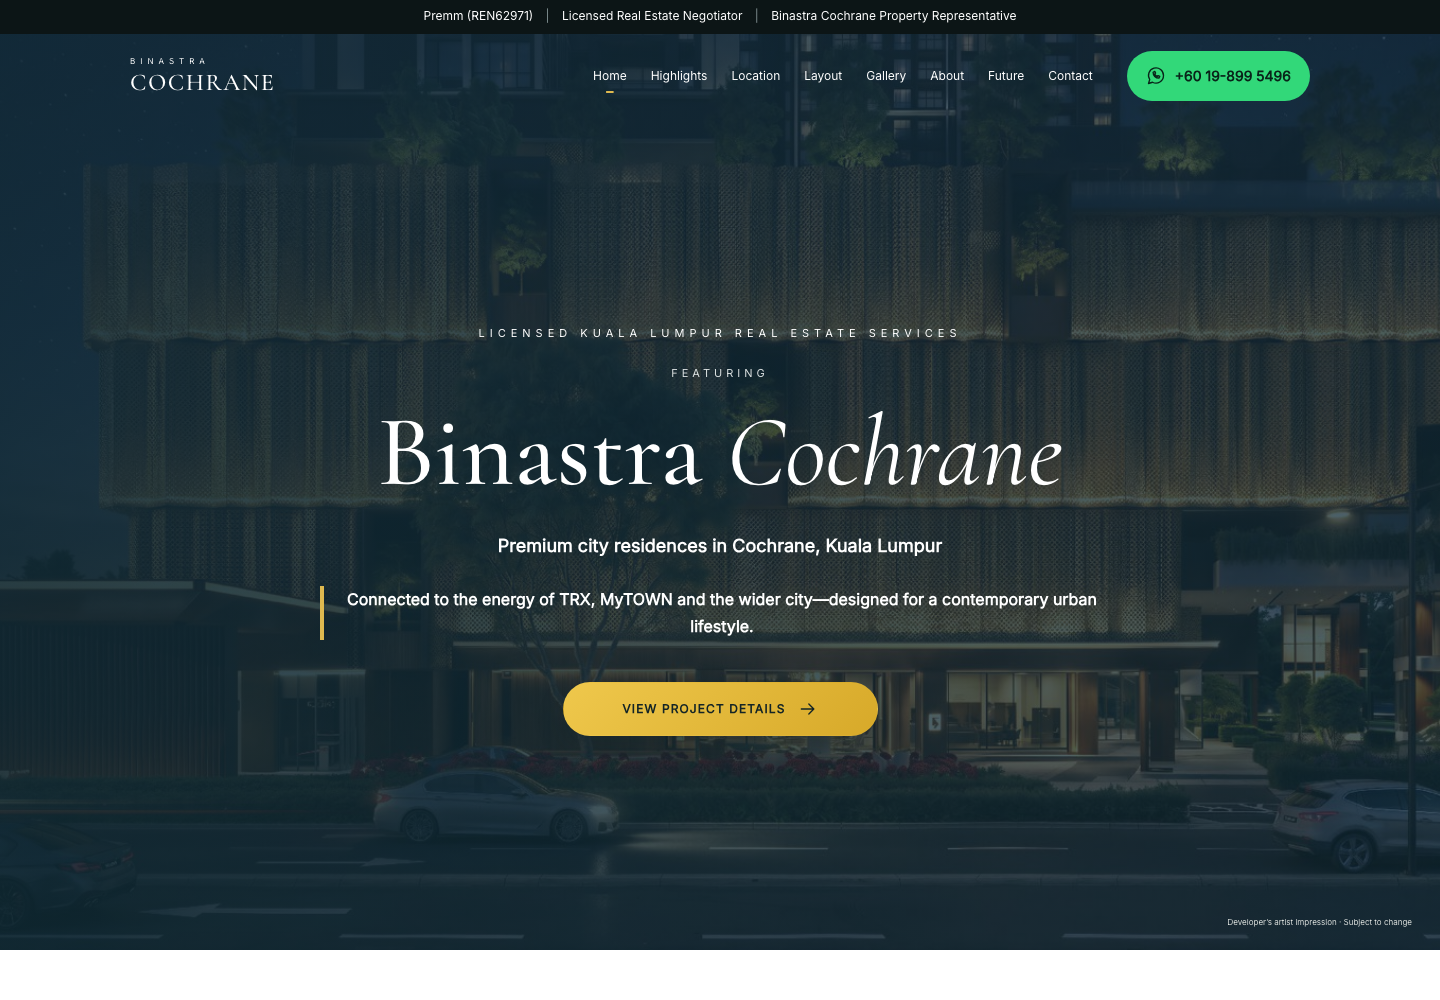 Premm (REN62971) | Licensed Real Estate Negotiator | Binastra Cochrane Property Representative
BINASTRA
COCHRANE
Home Highlights Location Layout Gallery About Future Contact +60 19-899 5496
LICENSED KUALA LUMPUR REAL ESTATE SERVICES
FEATURING
Binastra Cochrane
Premium city residences in Cochrane, Kuala Lumpur
Connected to the energy of TRX, MyTOWN and the wider city—designed for a contemporary urban
lifestyle.
VIEW PROJECT DETAILS →
Developer's artist impression · Subject to change